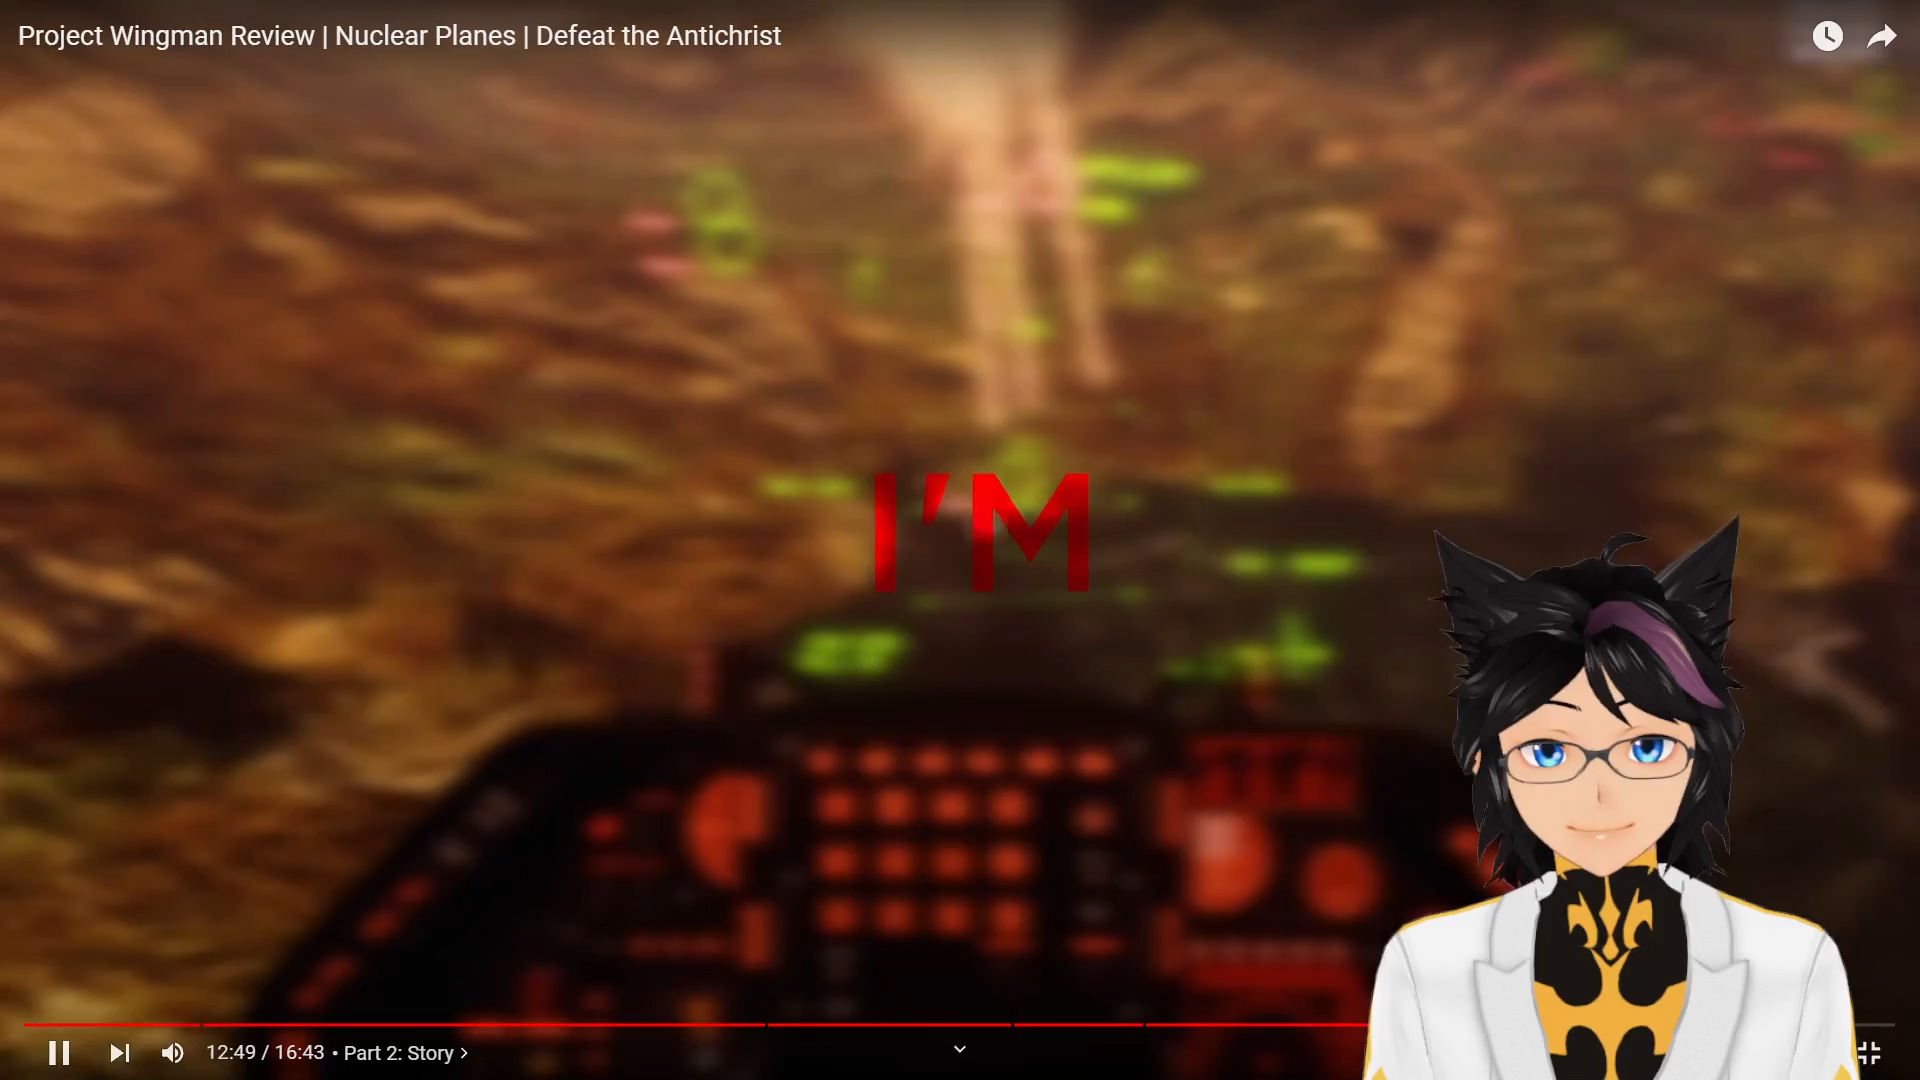 Project Wingman Review | Nuclear Planes | Defeat the Antichrist
I'M
12:49 / 16:43 • Part 2: Story >